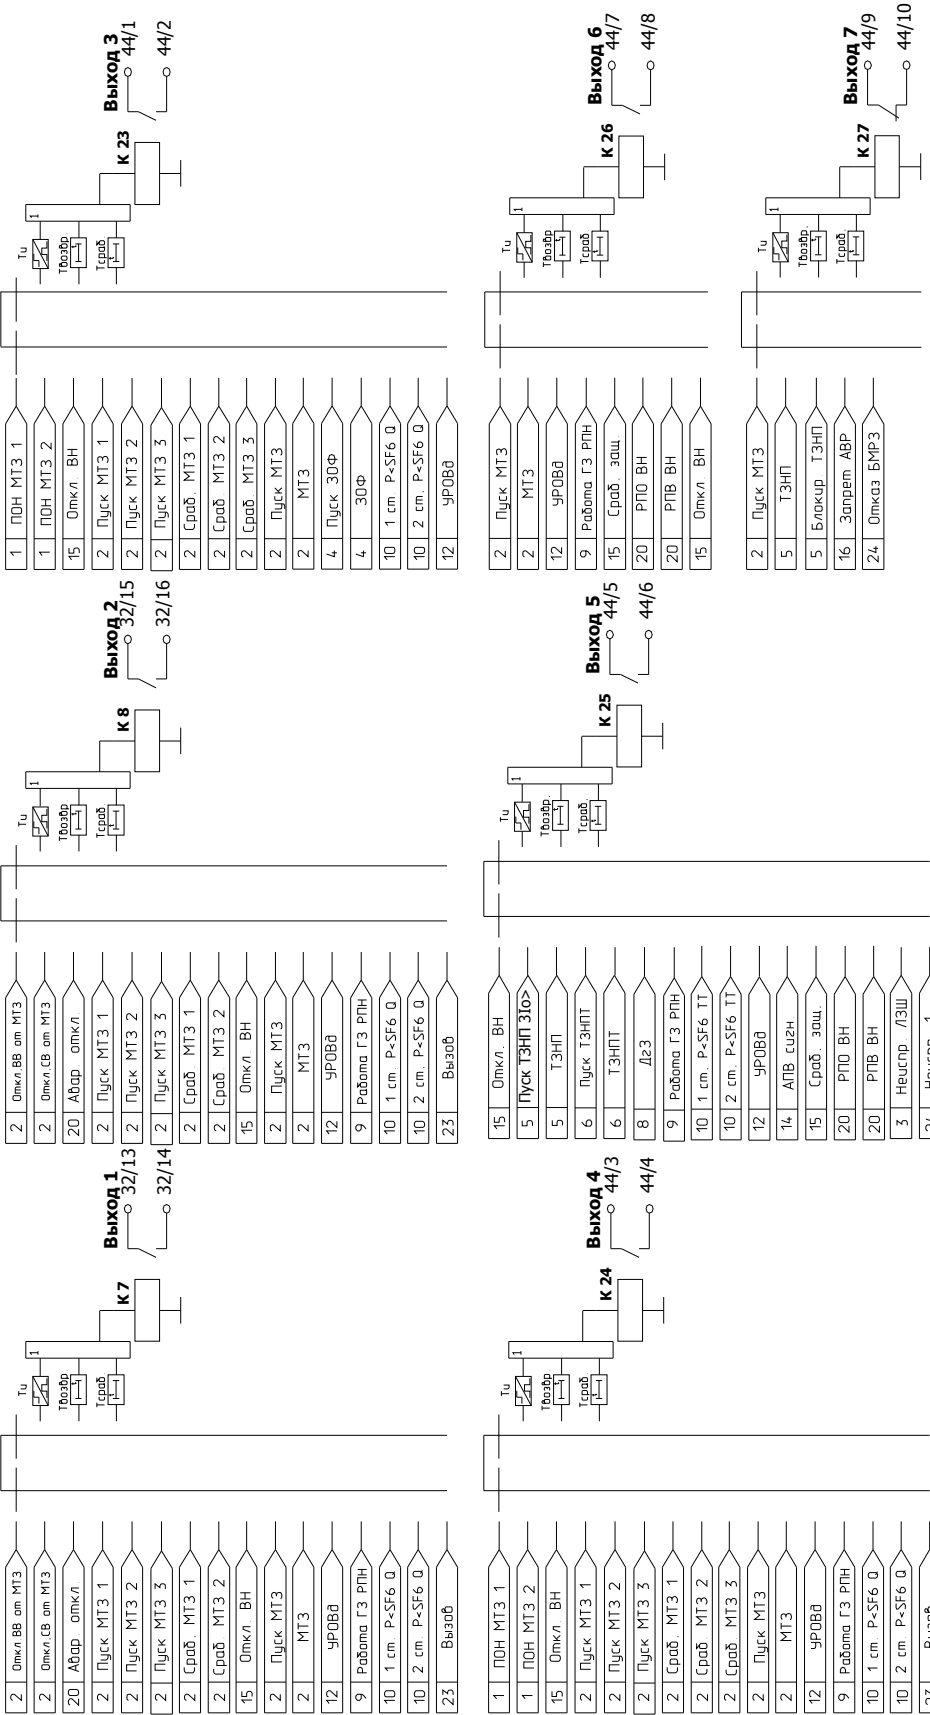 Выход 1
32/13
32/14
К 7
1
Tи
Tвозвр.
Tсраб
2 Откл.ВВ от МТЗ
2 Откл.СВ от МТЗ
20 Авар. откл.
2 Пуск МТЗ 1
2 Пуск МТЗ 2
2 Пуск МТЗ 3
2 Сраб. МТЗ 1
2 Сраб МТЗ 2
15 Откл ВН
2 Пуск МТЗ
2 МТЗ
12 УРОВд
9 Работа ГЗ РПН
10 1 ст. P<SF6 Q
10 2 ст. P<SF6 Q
23 Вызов
Выход 2
32/15
32/16
К 8
1
Tи
Tвозвр
Tсраб.
2 Откл.ВВ от МТЗ
2 Откл.СВ от МТЗ
20 Авар откл.
2 Пуск МТЗ 1
2 Пуск МТЗ 2
2 Пуск МТЗ 3
2 Сраб МТЗ 1
2 Сраб МТЗ 2
15 Откл. ВН
2 Пуск МТЗ
2 МТЗ
12 УРОВд
9 Работа ГЗ РПН
10 1 ст. P<SF6 Q
10 2 ст. P<SF6 Q
23 Вызов
Выход 3
44/1
44/2
К 23
1
Tи
Tвозвр.
Tсраб
1 ПОН МТЗ 1
1 ПОН МТЗ 2
15 Откл ВН
2 Пуск МТЗ 1
2 Пуск МТЗ 2
2 Пуск МТЗ 3
2 Сраб. МТЗ 1
2 Сраб МТЗ 2
2 Сраб МТЗ 3
2 Пуск МТЗ
2 МТЗ
4 Пуск ЗОФ
4 ЗОФ
10 1 ст P<SF6 Q
10 2 ст. P<SF6 Q
12 УРОВд
Выход 4
44/3
44/4
К 24
1
Tи
Tвозвр
Tсраб
1 ПОН МТЗ 1
1 ПОН МТЗ 2
15 Откл ВН
2 Пуск МТЗ 1
2 Пуск МТЗ 2
2 Пуск МТЗ 3
2 Сраб. МТЗ 1
2 Сраб МТЗ 2
2 Сраб МТЗ 3
2 Пуск МТЗ
2 МТЗ
12 УРОВд
9 Работа ГЗ РПН
10 1 ст. P<SF6 Q
10 2 ст P<SF6 Q
23 Вызов
Выход 5
44/5
44/6
К 25
1
Tи
Tвозвр.
Tсраб.
15 Откл. ВН
5 Пуск ТЗНП 3Io>
5 ТЗНП
6 Пуск ТЗНПТ
6 ТЗНПТ
8 ДгЗ
9 Работа ГЗ РПН
10 1 ст. P<SF6 ТТ
10 2 ст. P<SF6 ТТ
12 УРОВд
14 АПВ сигн
15 Сраб. защ.
20 РПО ВН
20 РПВ ВН
3 Неиспр. ЛЗШ
Выход 6
44/7
44/8
К 26
1
Tи
Tвозвр
Tсраб
2 Пуск МТЗ
2 МТЗ
12 УРОВд
9 Работа ГЗ РПН
15 Сраб. защ
20 РПО ВН
20 РПВ ВН
15 Откл. ВН
Выход 7
44/9
44/10
К 27
1
Tи
Tвозвр.
Tсраб.
2 Пуск МТЗ
5 ТЗНП
5 Блокир ТЗНП
16 Запрет АВР
24 Отказ БМРЗ